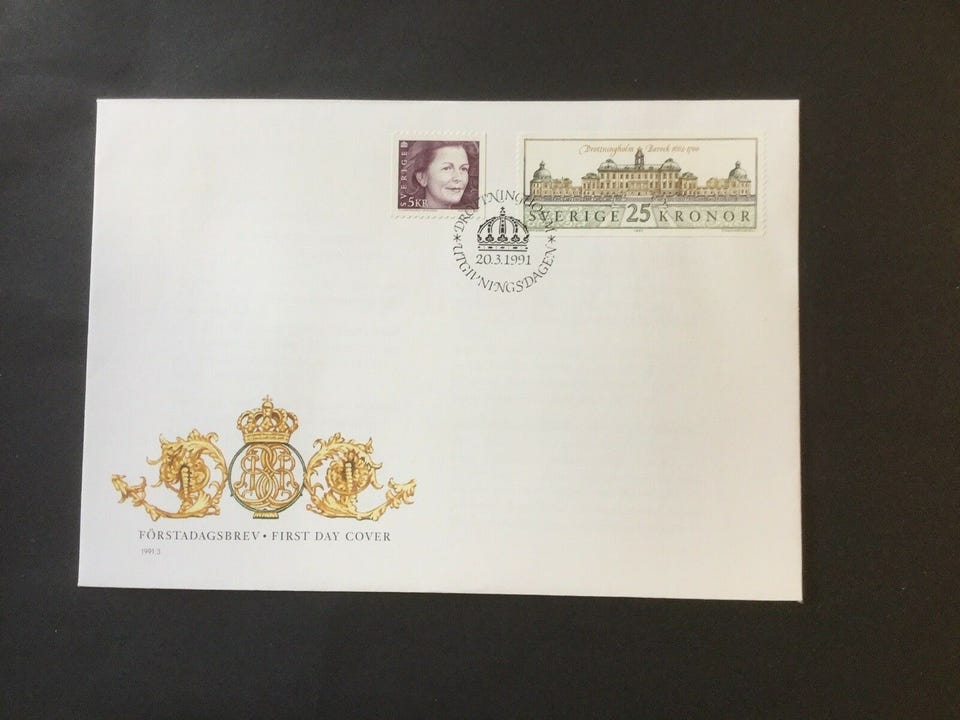 SVERIGE
5KR
Drottningholm Barock 1662-1700
SVERIGE 25 KRONOR
1991
DROTTNINGHOLM
20.3.1991
* UTGIVNINGSDAGEN *
FÖRSTADAGSBREV • FIRST DAY COVER
1991:3